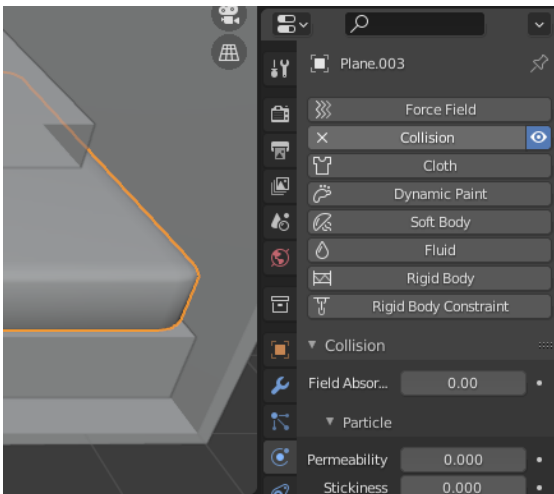 Plane.003
Force Field
Collision
Cloth
Dynamic Paint
Soft Body
Fluid
Rigid Body
Rigid Body Constraint
Collision
Field Absor... 0.00
Particle
Permeability 0.000
Stickiness 0.000